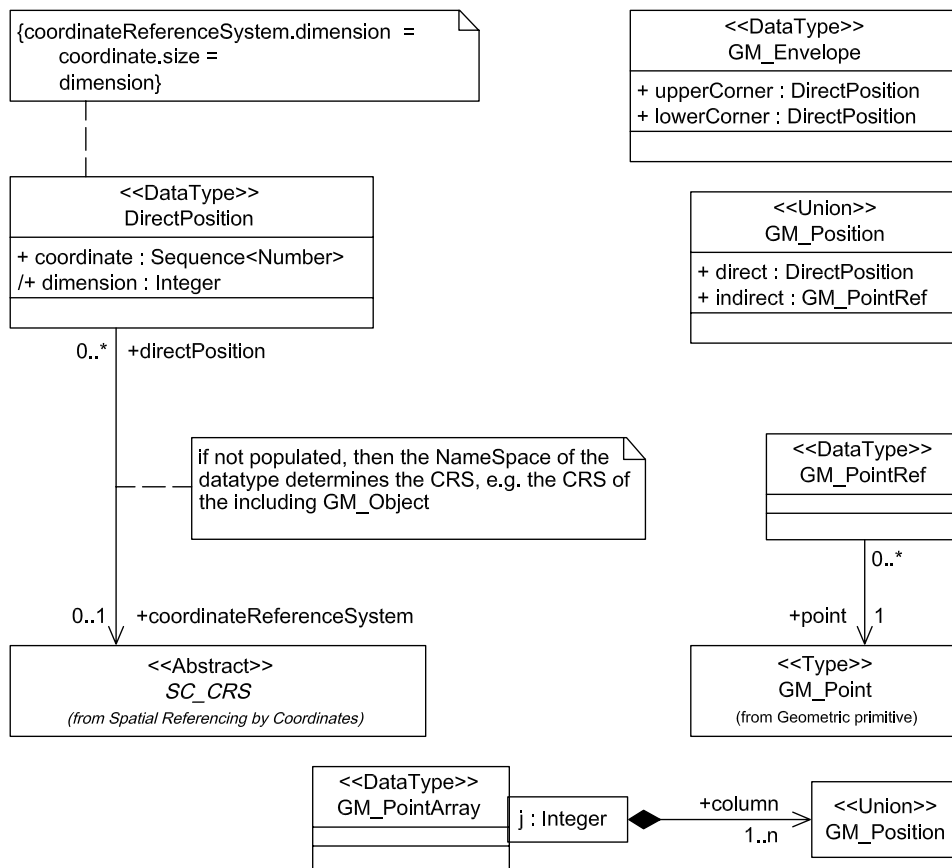 {coordinateReferenceSystem.dimension =
coordinate.size =
dimension}
<<DataType>>
GM_Envelope
+ upperCorner : DirectPosition
+ lowerCorner : DirectPosition
<<DataType>>
DirectPosition
+ coordinate : Sequence<Number>
/+ dimension : Integer
<<Union>>
GM_Position
+ direct : DirectPosition
+ indirect : GM_PointRef
0..*
+directPosition
if not populated, then the NameSpace of the
datatype determines the CRS, e.g. the CRS of
the including GM_Object
<<DataType>>
GM_PointRef
0..*
0..1
+coordinateReferenceSystem
+point
1
<<Abstract>>
SC_CRS
(from Spatial Referencing by Coordinates)
<<Type>>
GM_Point
(from Geometric primitive)
<<DataType>>
GM_PointArray
j : Integer
+column
1..n
<<Union>>
GM_Position